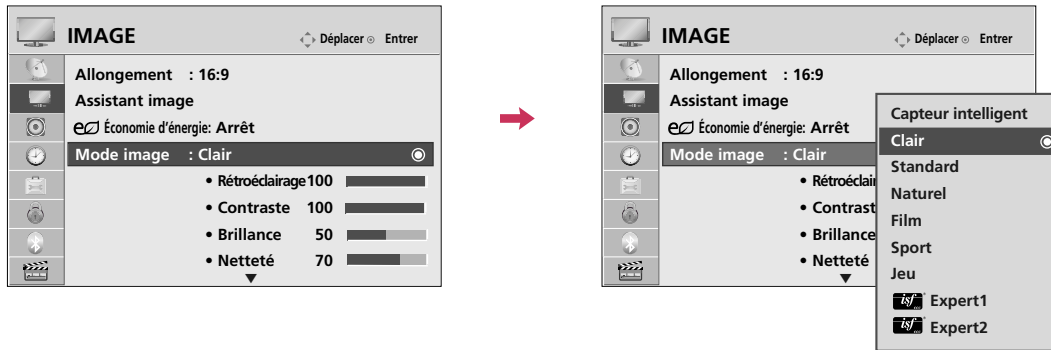 IMAGE
Déplacer
Entrer
Allongement : 16:9
Assistant image
Économie d'énergie: Arrêt
Mode image : Clair
• Rétroéclairage 100
• Contraste 100
• Brillance 50
• Netteté 70
IMAGE
Déplacer
Entrer
Allongement : 16:9
Assistant image
Économie d'énergie: Arrêt
Mode image : Clair
• Rétroéclai
• Contrast
• Brillance
• Netteté
Capteur intelligent
Clair
Standard
Naturel
Film
Sport
Jeu
isf Expert1
isf Expert2